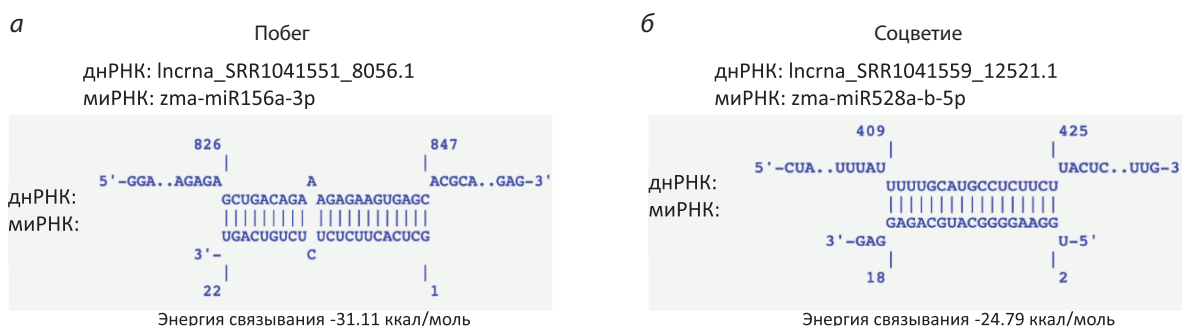 а
Побег
днРНК: lncrna_SRR1041551_8056.1
миРНК: zma-miR156a-3p
826 847
5'-GGA..AGAGA A ACGCA..GAG-3'
днРНК:
GCUGACAGA AGAGAAGUGAGC
миРНК:
UGACUGUCU UCUCUUCACUCG
3'- C
22 1
Энергия связывания -31.11 ккал/моль
б
Соцветие
днРНК: lncrna_SRR1041559_12521.1
миРНК: zma-miR528a-b-5p
409 425
5'-CUA..UUUAU UACUC..UUG-3
днРНК:
UUUUGCAUGCCUCUUCU
миРНК:
GAGACGUACGGGGAAGG
3'-GAG U-5'
18 2
Энергия связывания -24.79 ккал/моль